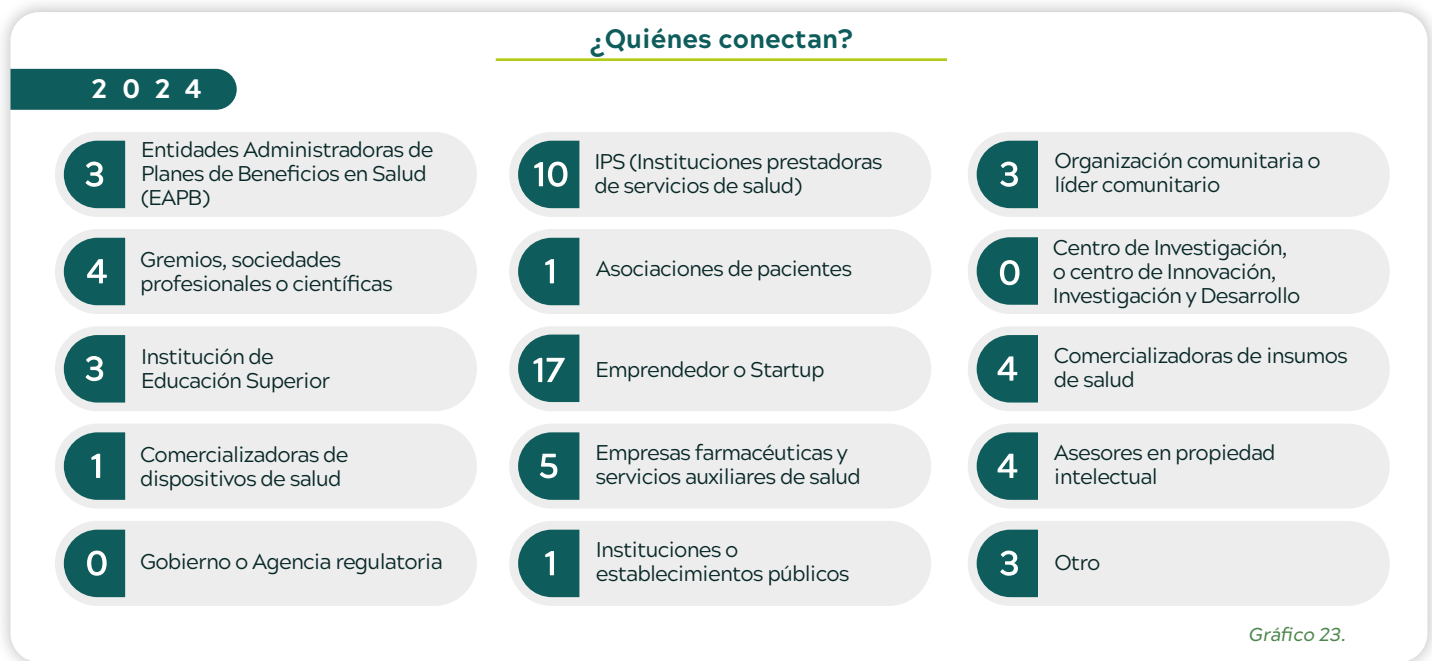 ¿Quiénes conectan?
2 0 2 4
3
Entidades Administradoras de
Planes de Beneficios en Salud
(EAPB)
10
IPS (Instituciones prestadoras
de servicios de salud)
3
Organización comunitaria o
líder comunitario
4
Gremios, sociedades
profesionales o científicas
1
Asociaciones de pacientes
0
Centro de Investigación,
o centro de Innovación,
Investigación y Desarrollo
3
Institución de
Educación Superior
17
Emprendedor o Startup
4
Comercializadoras de insumos
de salud
1
Comercializadoras de
dispositivos de salud
5
Empresas farmacéuticas y
servicios auxiliares de salud
4
Asesores en propiedad
intelectual
0
Gobierno o Agencia regulatoria
1
Instituciones o
establecimientos públicos
3
Otro
Gráfico 23.